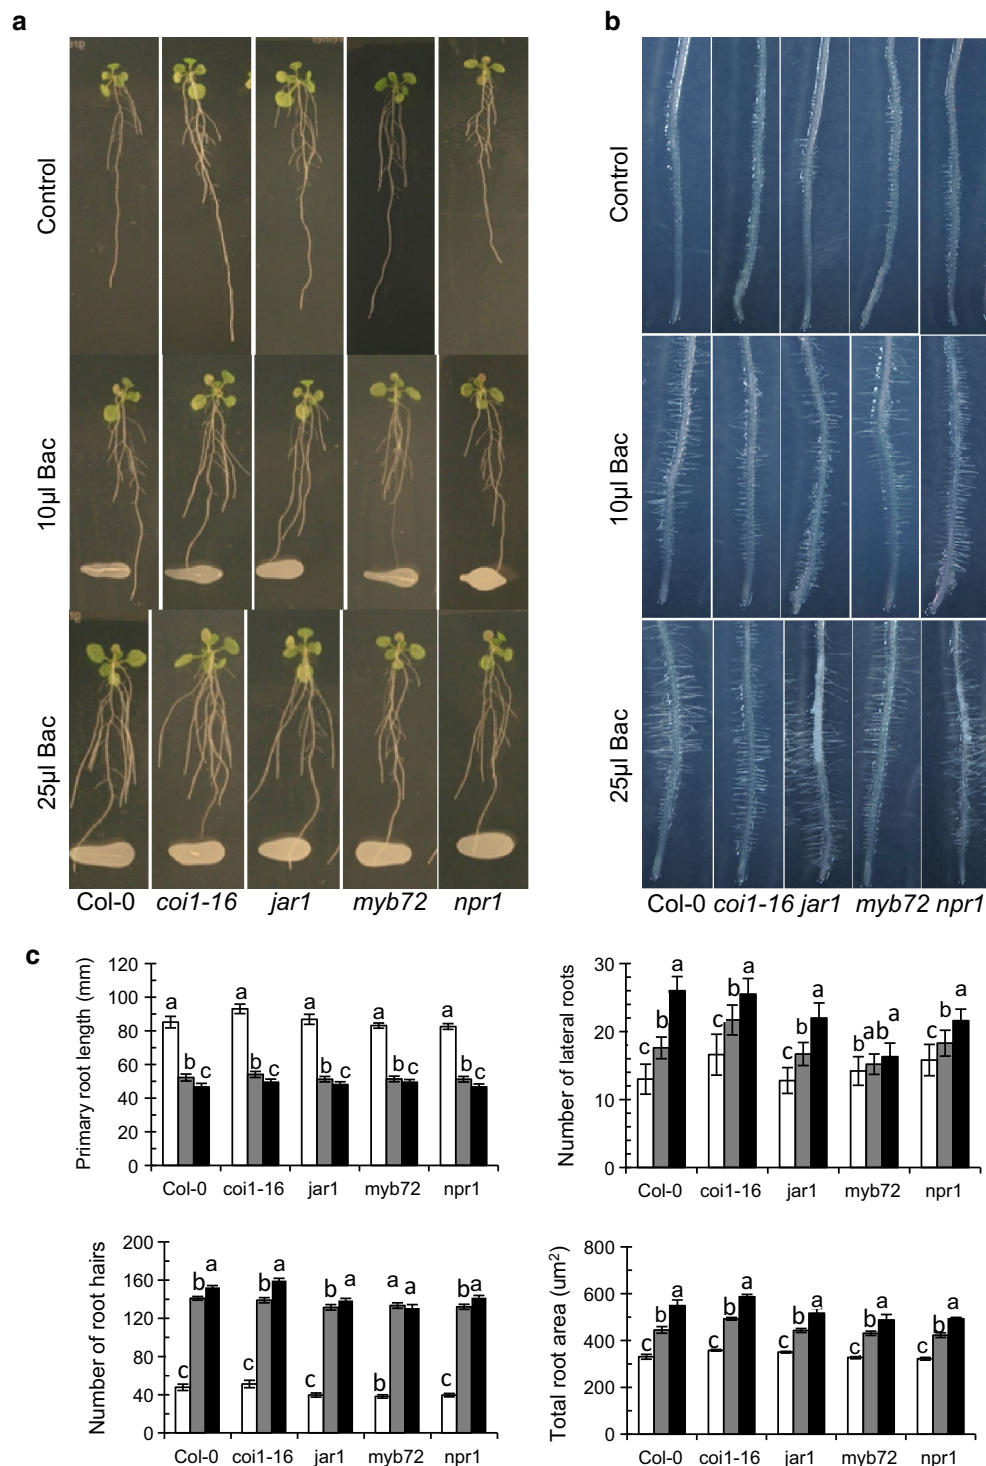 a
b
Control
10µl Bac
25µl Bac
Col-0 coi1-16 jar1 myb72 npr1
Control
10µl Bac
25µl Bac
Col-0 coi1-16 jar1 myb72 npr1
c
Primary root length (mm)
120
100
80
60
40
20
0
a b c a b c a b c a b c a b c
Col-0 coi1-16 jar1 myb72 npr1
Number of lateral roots
30
20
10
0
c b a c b a c b a b ab a c b a
Col-0 coi1-16 jar1 myb72 npr1
Number of root hairs
200
160
120
80
40
0
c b a c b a c b a b a a c b a
Col-0 coi1-16 jar1 myb72 npr1
Total root area (um²)
800
600
400
200
0
c b a c b a c b a c b a c b a
Col-0 coi1-16 jar1 myb72 npr1